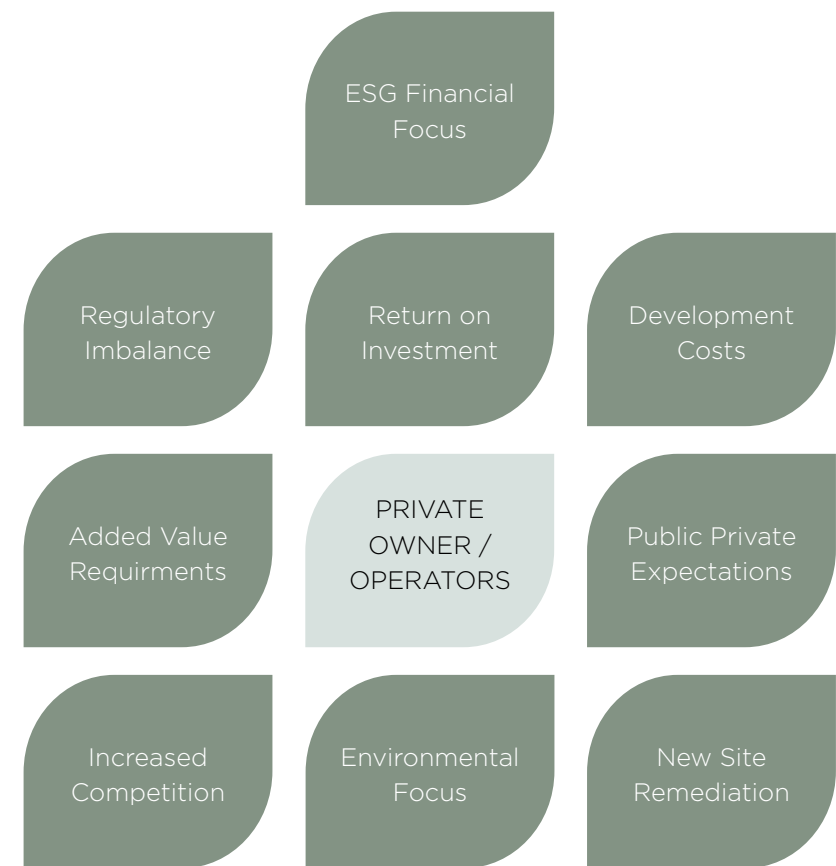 ESG Financial
Focus
Regulatory
Imbalance
Return on
Investment
Development
Costs
Added Value
Requirments
PRIVATE
OWNER /
OPERATORS
Public Private
Expectations
Increased
Competition
Environmental
Focus
New Site
Remediation